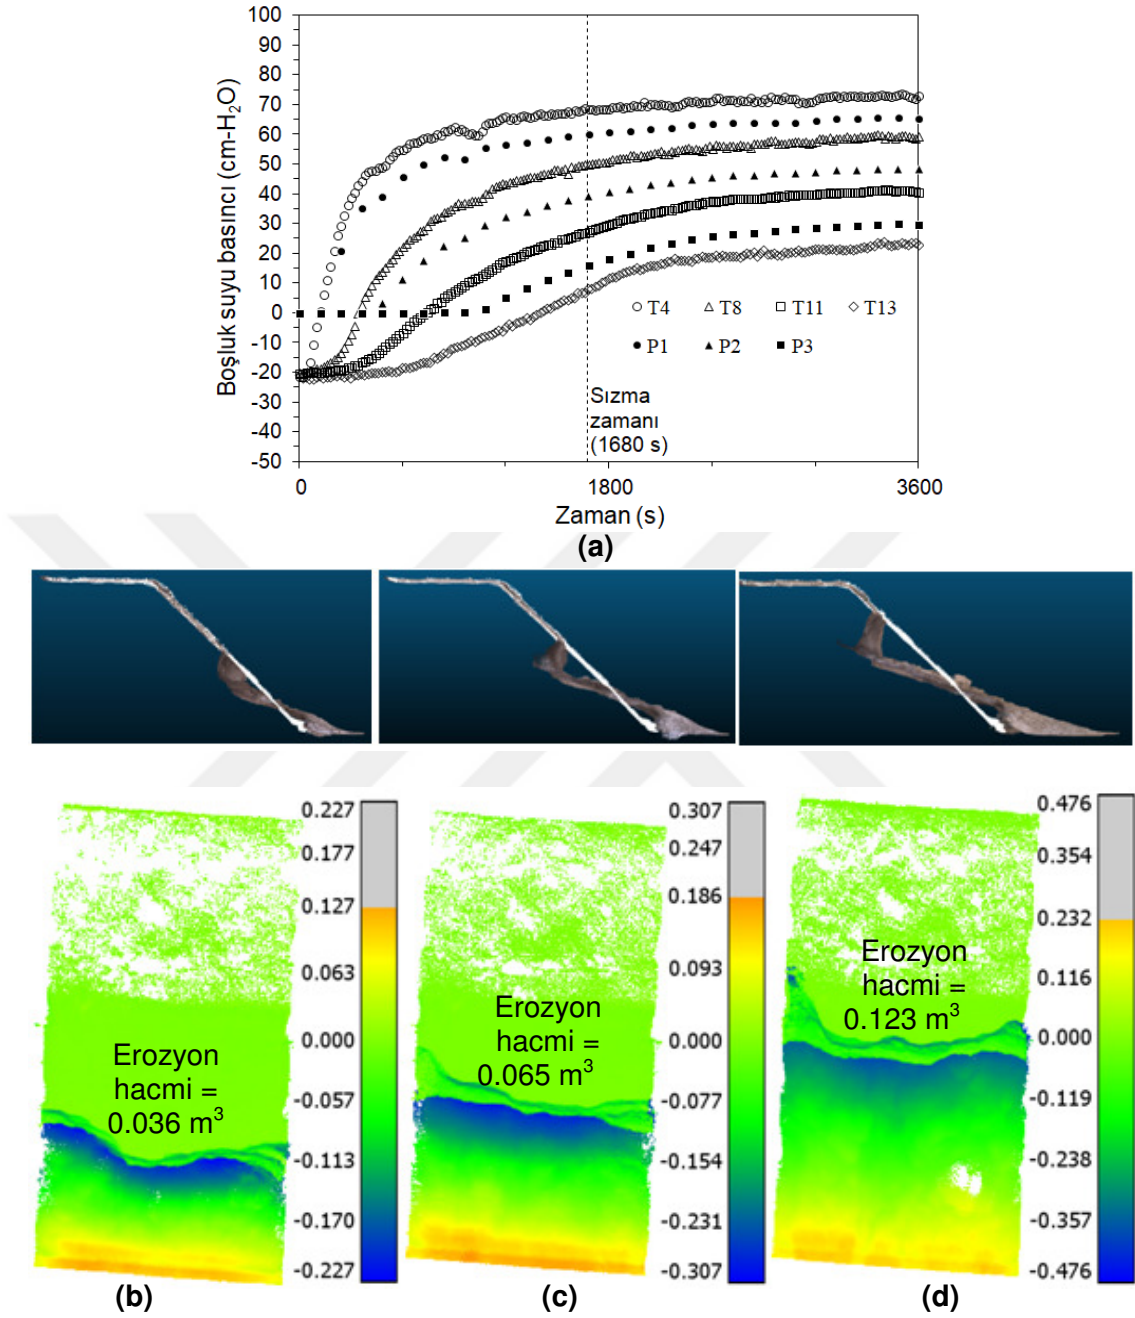 100
90
80
70
60
50
40
30
20
10
0
-10
-20
-30
-40
-50
Boşluk suyu basıncı (cm-H₂O)
T4 T8 T11 T13
P1 P2 P3
Sızma
zamanı
(1680 s)
0 1800 3600
Zaman (s)
(a)
0.227
0.177
0.127
0.063
0.000
-0.057
-0.113
-0.170
-0.227
Erozyon
hacmi =
0.036 m³
(b)
0.307
0.247
0.186
0.093
0.000
-0.077
-0.154
-0.231
-0.307
Erozyon
hacmi =
0.065 m³
(c)
0.476
0.354
0.232
0.116
0.000
-0.119
-0.238
-0.357
-0.476
Erozyon
hacmi =
0.123 m³
(d)